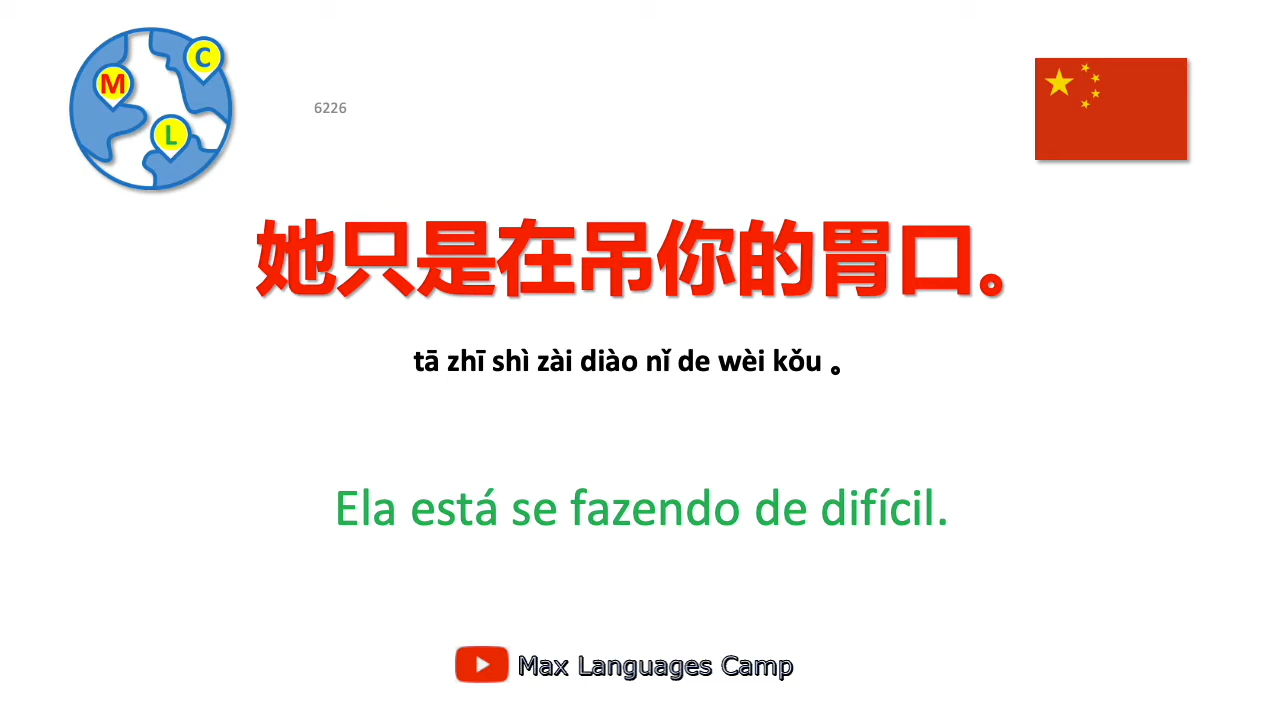 M
C
L
6226
她只是在吊你的胃口。
tā zhī shì zài diào nǐ de wèi kǒu 。
Ela está se fazendo de difícil.
Max Languages Camp